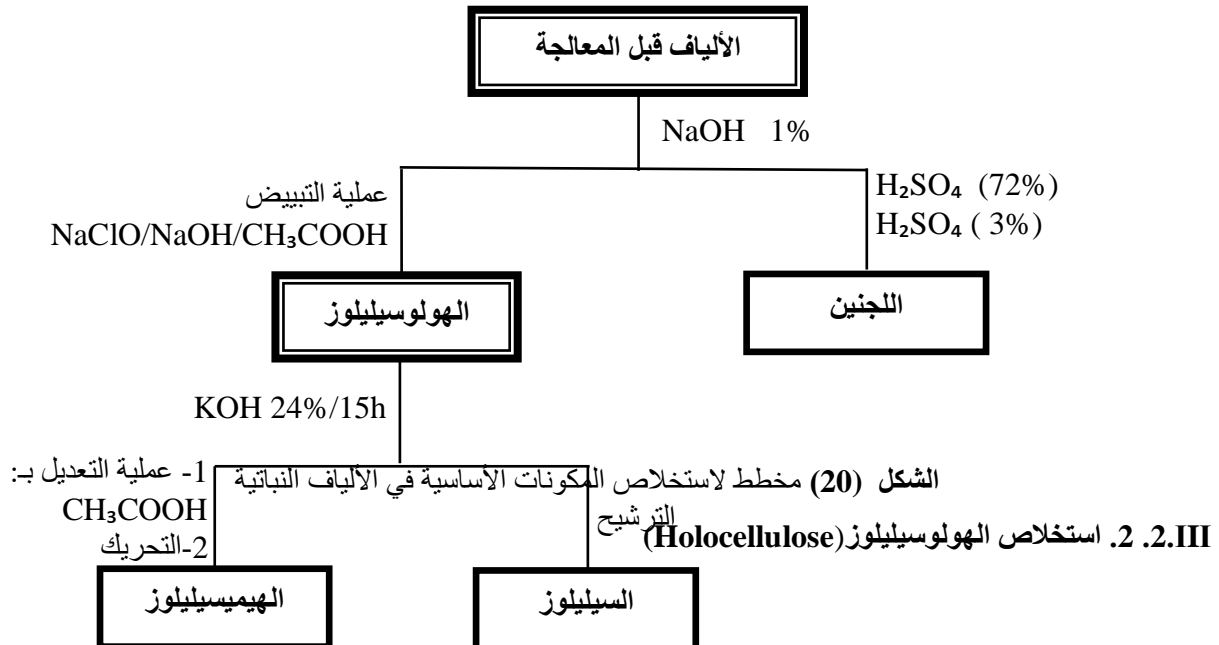 الألياف قبل المعالجة
NaOH 1%
عملية التبييض
NaClO/NaOH/CH₃COOH
H₂SO₄ (72%)
H₂SO₄ ( 3%)
الهولوسيليلوز
اللجنين
KOH 24%/15h
1- عملية التعديل بـ:
CH₃COOH
2-التحريك
الشكل (20) مخطط لاستخلاص المكونات الأساسية في الألياف النباتية
الترشيح
2. 2.III. استخلاص الهولوسيليلوز(Holocellulose)
الهيميسيليلوز
السيليلوز